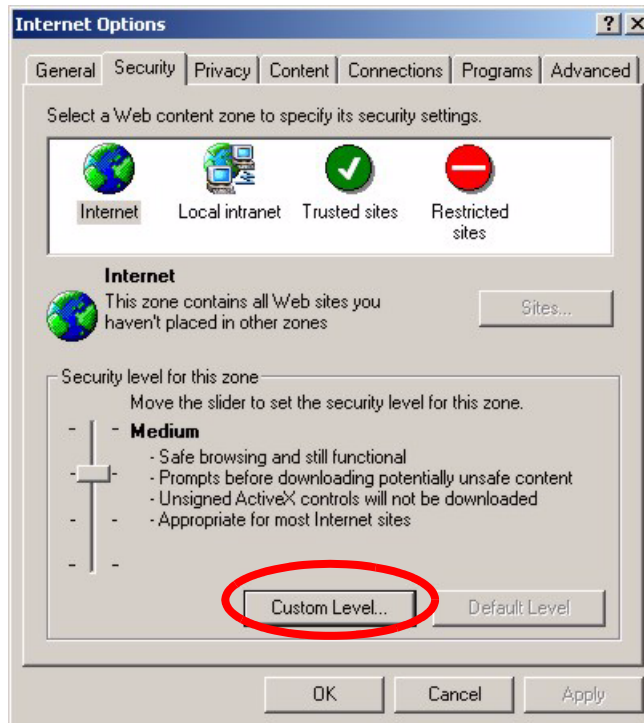 Internet Options
General Security Privacy Content Connections Programs Advanced
Select a Web content zone to specify its security settings.
Internet Local intranet Trusted sites Restricted
sites
Internet
This zone contains all Web sites you
haven't placed in other zones
Sites...
Security level for this zone
Move the slider to set the security level for this zone.
Medium
- Safe browsing and still functional
- Prompts before downloading potentially unsafe content
- Unsigned ActiveX controls will not be downloaded
- Appropriate for most Internet sites
Custom Level... Default Level
OK Cancel Apply